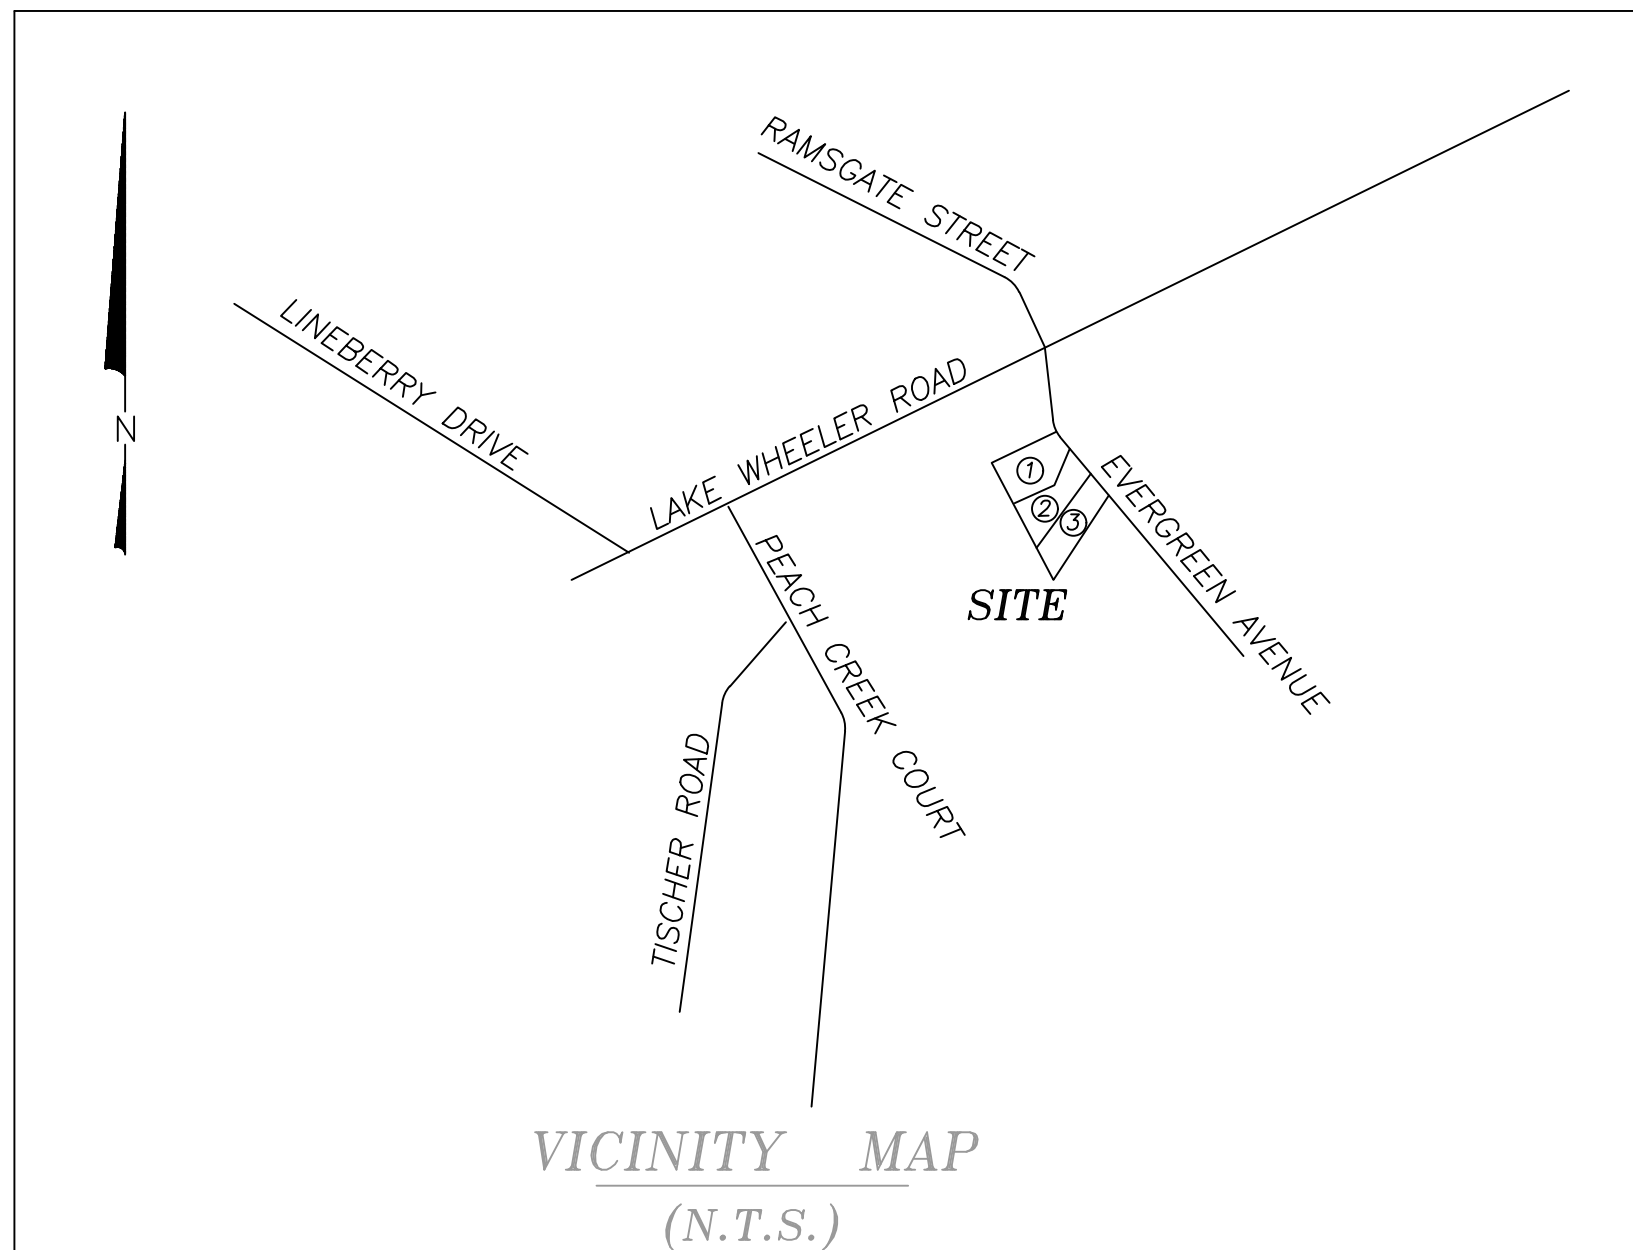 RAMSGATE STREET
LINEBERRY DRIVE
N
LAKE WHEELER ROAD
1
2
3
EVERGREEN AVENUE
SITE
PEACH CREEK COURT
TISCHER ROAD
VICINITY MAP
(N.T.S.)